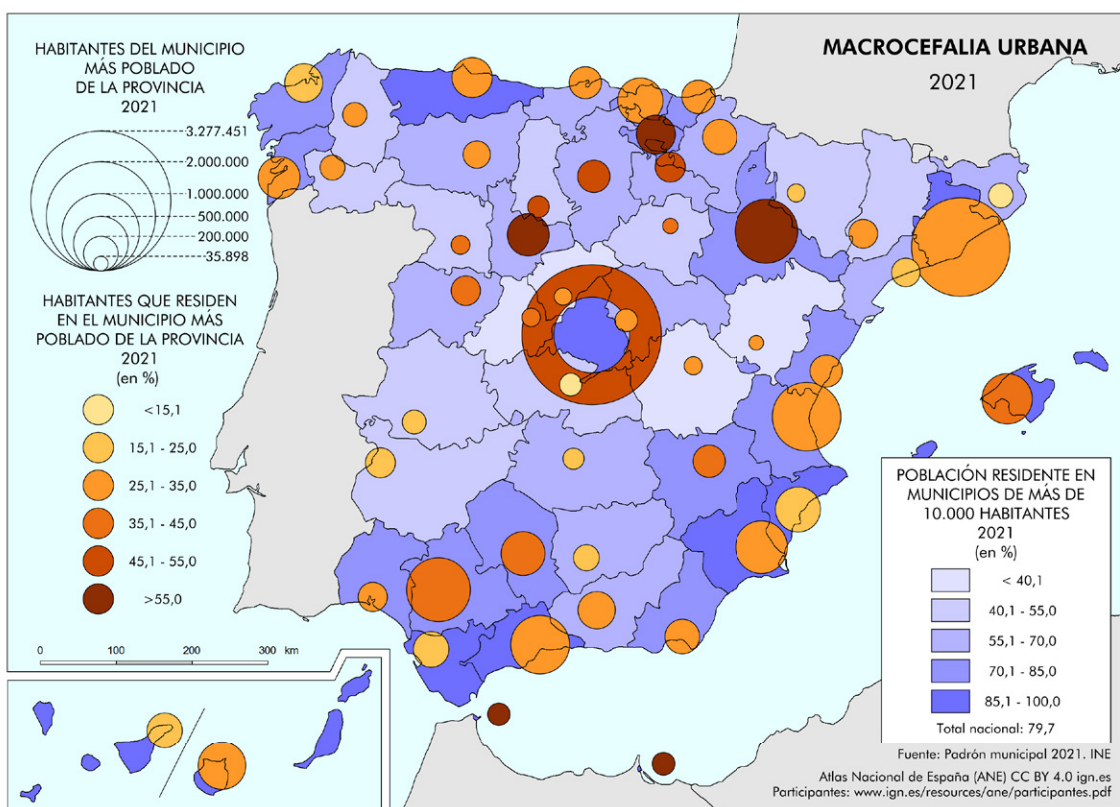 MACROCEFALIA URBANA
2021
HABITANTES DEL MUNICIPIO
MÁS POBLADO
DE LA PROVINCIA
2021
3.277.451
2.000.000
1.000.000
500.000
200.000
35.898
HABITANTES QUE RESIDEN
EN EL MUNICIPIO MÁS
POBLADO DE LA PROVINCIA
2021
(en %)
<15,1
15,1 - 25,0
25,1 - 35,0
35,1 - 45,0
45,1 - 55,0
>55,0
0 100 200 300 km
POBLACIÓN RESIDENTE EN
MUNICIPIOS DE MÁS DE
10.000 HABITANTES
2021
(en %)
< 40,1
40,1 - 55,0
55,1 - 70,0
70,1 - 85,0
85,1 - 100,0
Total nacional: 79,7
Fuente: Padrón municipal 2021. INE
Atlas Nacional de España (ANE) CC BY 4.0 ign.es
Participantes: www.ign.es/resources/ane/participantes.pdf